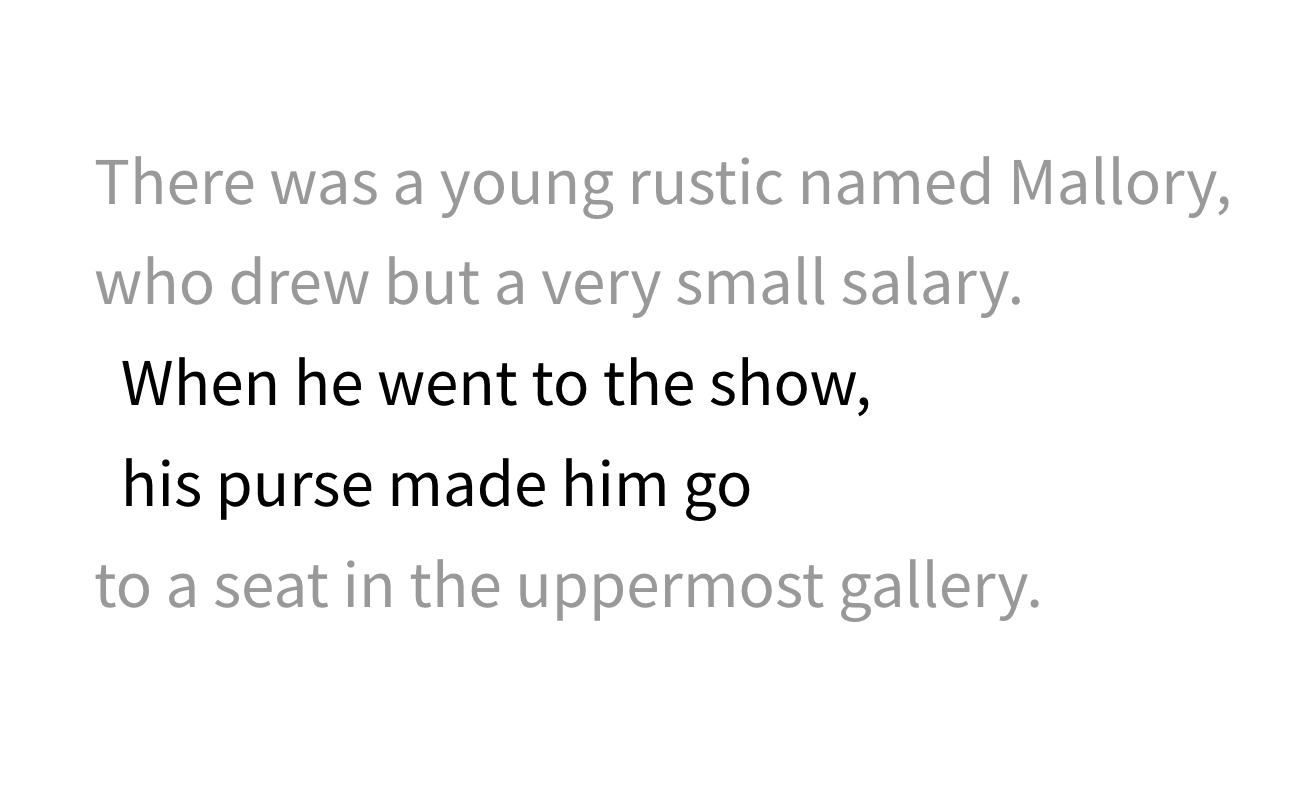 There was a young rustic named Mallory,
who drew but a very small salary.
When he went to the show,
his purse made him go
to a seat in the uppermost gallery.